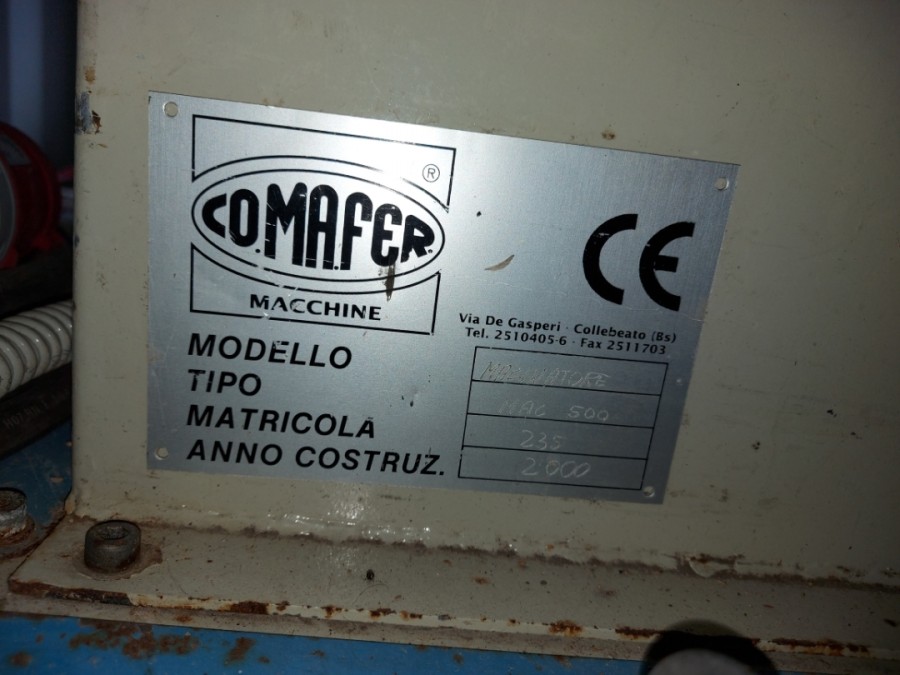 CO.MA.FER.
®
MACCHINE
CE
Via De Gasperi · Collebeato (Bs)
Tel. 2510405-6 · Fax 2511703
MODELLO
TIPO MAC 500
MATRICOLA 235
ANNO COSTRUZ. 2000